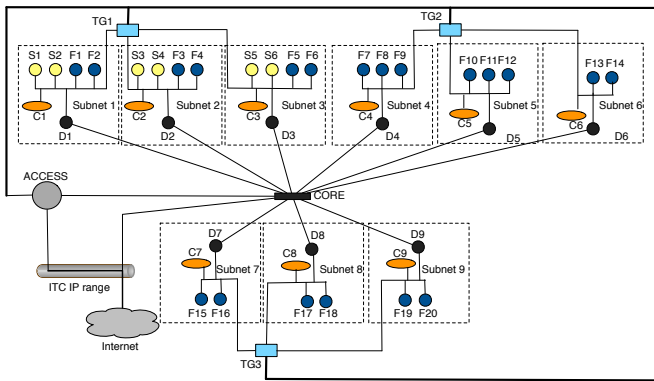 TG1 TG2
S1 S2 F1 F2 S3 S4 F3 F4 S5 S6 F5 F6 F7 F8 F9 F10 F11 F12 F13 F14
Subnet 1 Subnet 2 Subnet 3 Subnet 4 Subnet 5 Subnet 6
C1 C2 C3 C4 C5 C6
D1 D2 D3 D4 D5 D6
ACCESS
CORE
D7 D8 D9
C7 C8 C9
Subnet 7 Subnet 8 Subnet 9
ITC IP range
F15 F16 F17 F18 F19 F20
Internet
TG3